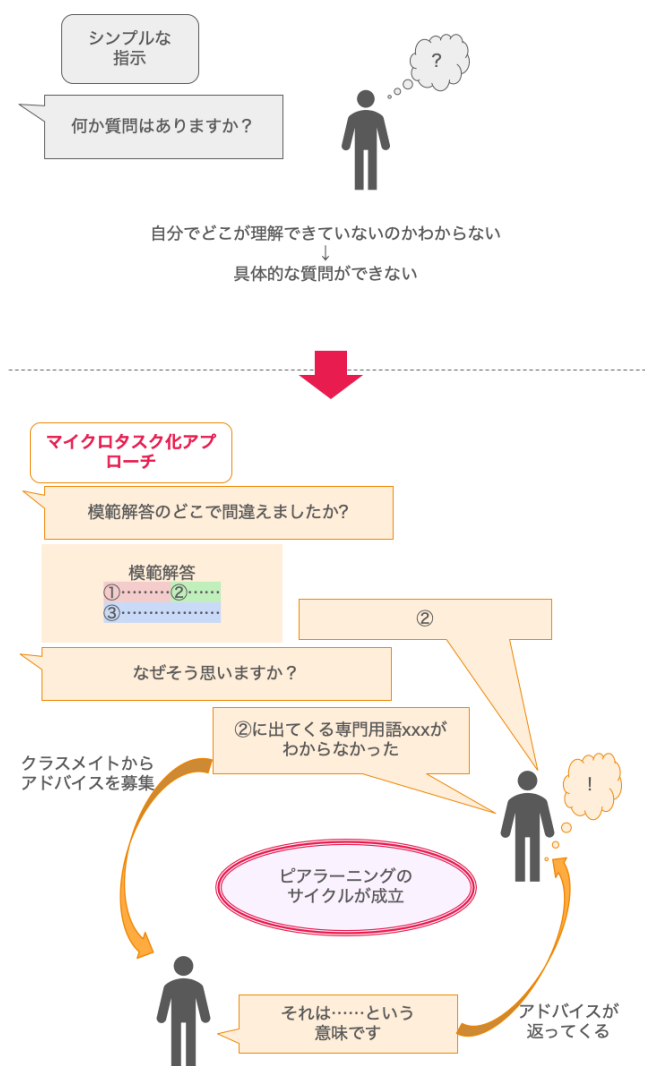 シンプルな
指示
?
何か質問はありますか？
自分でどこが理解できていないのかわからない
↓
具体的な質問ができない
マイクロタスク化アプ
ローチ
模範解答のどこで間違えましたか?
模範解答
①………②……
③………………
②
なぜそう思いますか？
②に出てくる専門用語xxxが
わからなかった
クラスメイトから
アドバイスを募集
!
ピアラーニングの
サイクルが成立
それは……という
意味です
アドバイスが
返ってくる